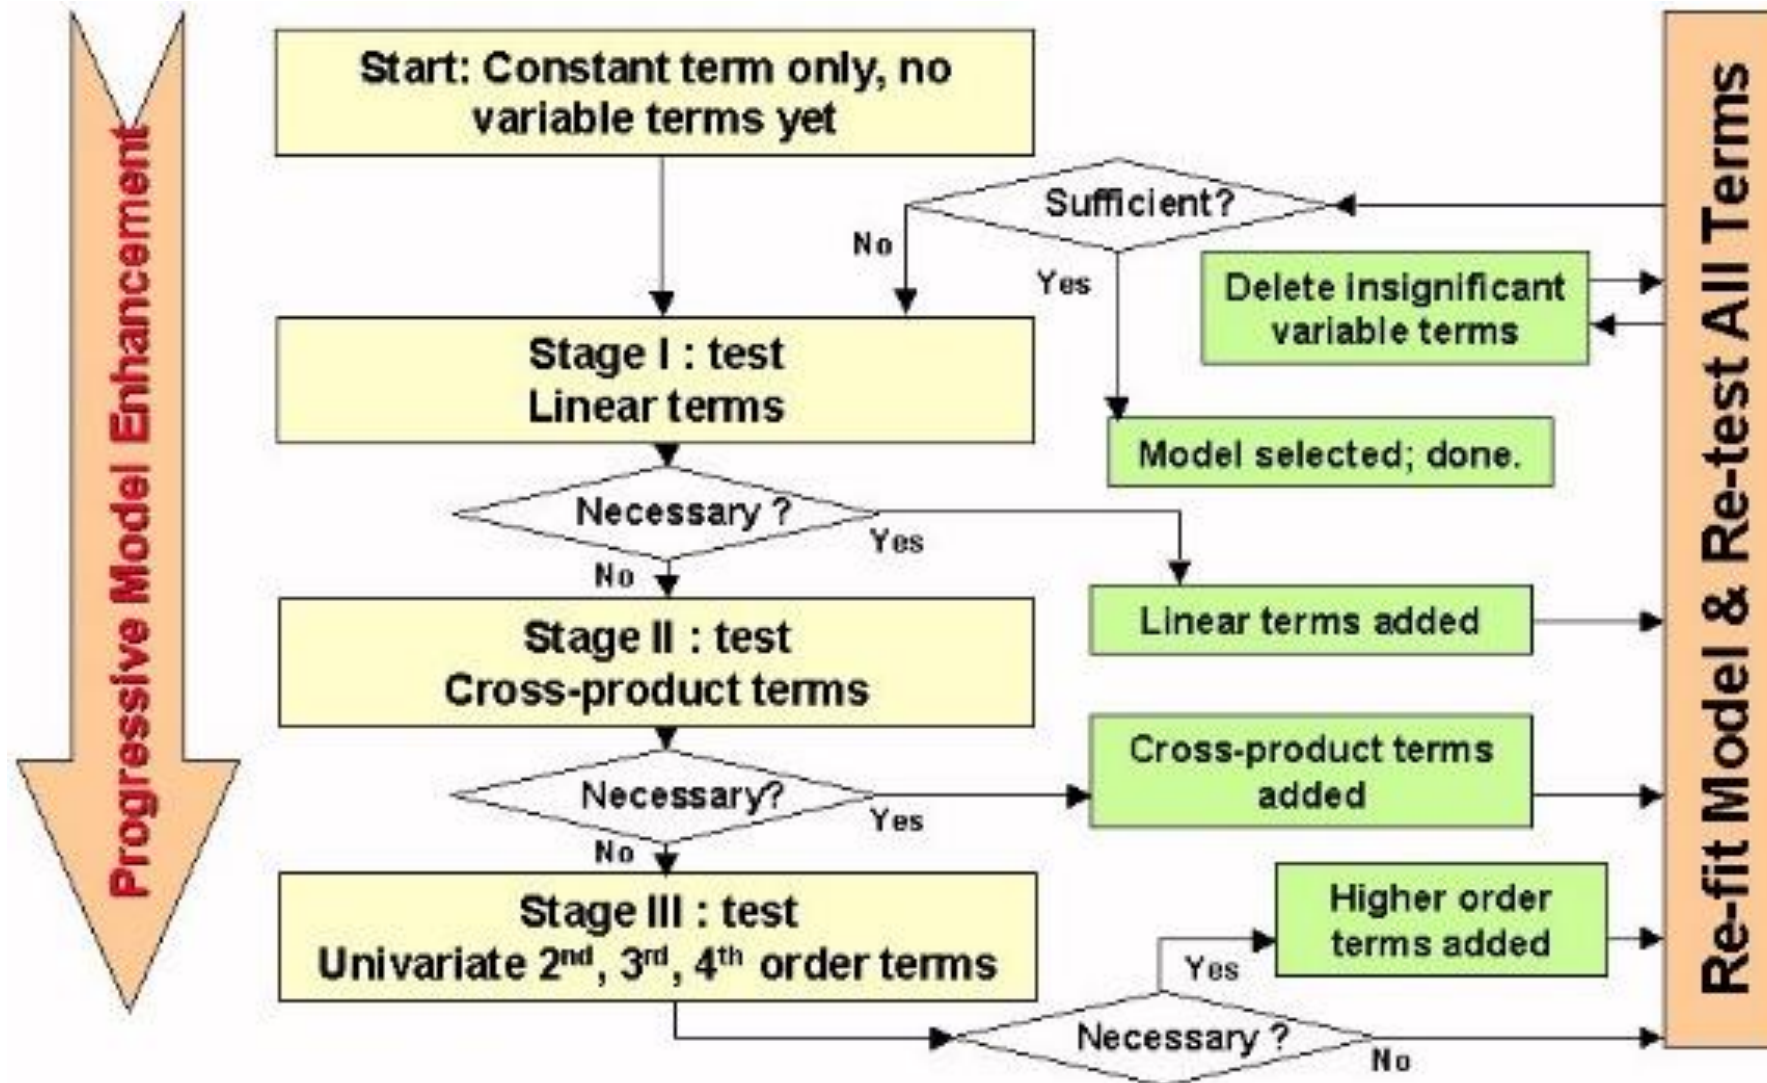 Progressive Model Enhancement
Start: Constant term only, no
variable terms yet
Sufficient?
No
Yes
Delete insignificant
variable terms
Stage I : test
Linear terms
Model selected; done.
Necessary ?
Yes
No
Linear terms added
Stage II : test
Cross-product terms
Cross-product terms
added
Necessary?
Yes
No
Stage III : test
Univariate 2nd, 3rd, 4th order terms
Higher order
terms added
Yes
Necessary ?
No
Re-fit Model & Re-test All Terms